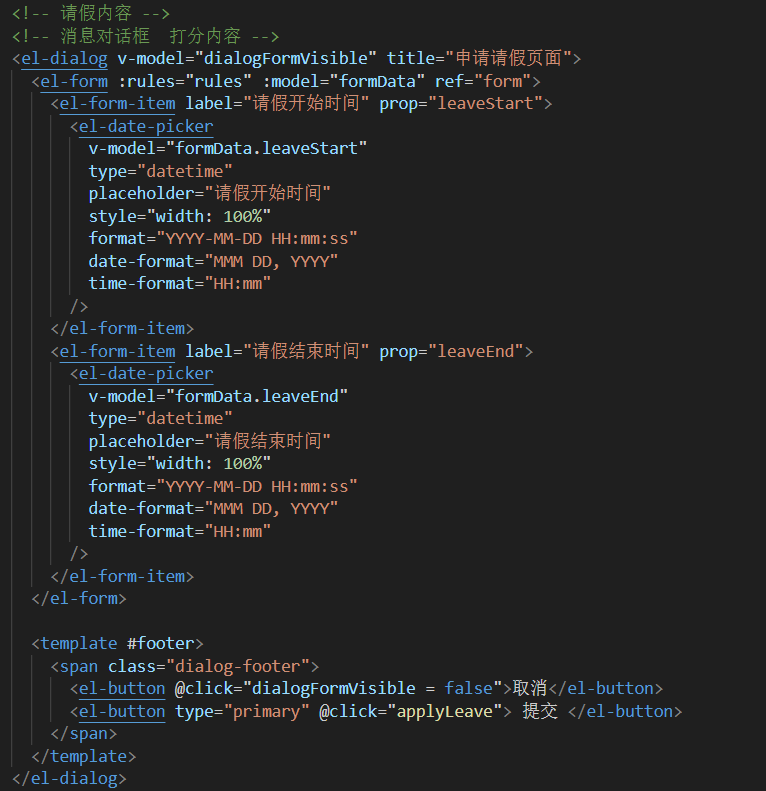 <!-- 请假内容 -->
<!-- 消息对话框  打分内容 -->
<el-dialog v-model="dialogFormVisible" title="申请请假页面">
  <el-form :rules="rules" :model="formData" ref="form">
    <el-form-item label="请假开始时间" prop="leaveStart">
      <el-date-picker
        v-model="formData.leaveStart"
        type="datetime"
        placeholder="请假开始时间"
        style="width: 100%"
        format="YYYY-MM-DD HH:mm:ss"
        date-format="MMM DD, YYYY"
        time-format="HH:mm"
      />
    </el-form-item>
    <el-form-item label="请假结束时间" prop="leaveEnd">
      <el-date-picker
        v-model="formData.leaveEnd"
        type="datetime"
        placeholder="请假结束时间"
        style="width: 100%"
        format="YYYY-MM-DD HH:mm:ss"
        date-format="MMM DD, YYYY"
        time-format="HH:mm"
      />
    </el-form-item>
  </el-form>

  <template #footer>
    <span class="dialog-footer">
      <el-button @click="dialogFormVisible = false">取消</el-button>
      <el-button type="primary" @click="applyLeave"> 提交 </el-button>
    </span>
  </template>
</el-dialog>